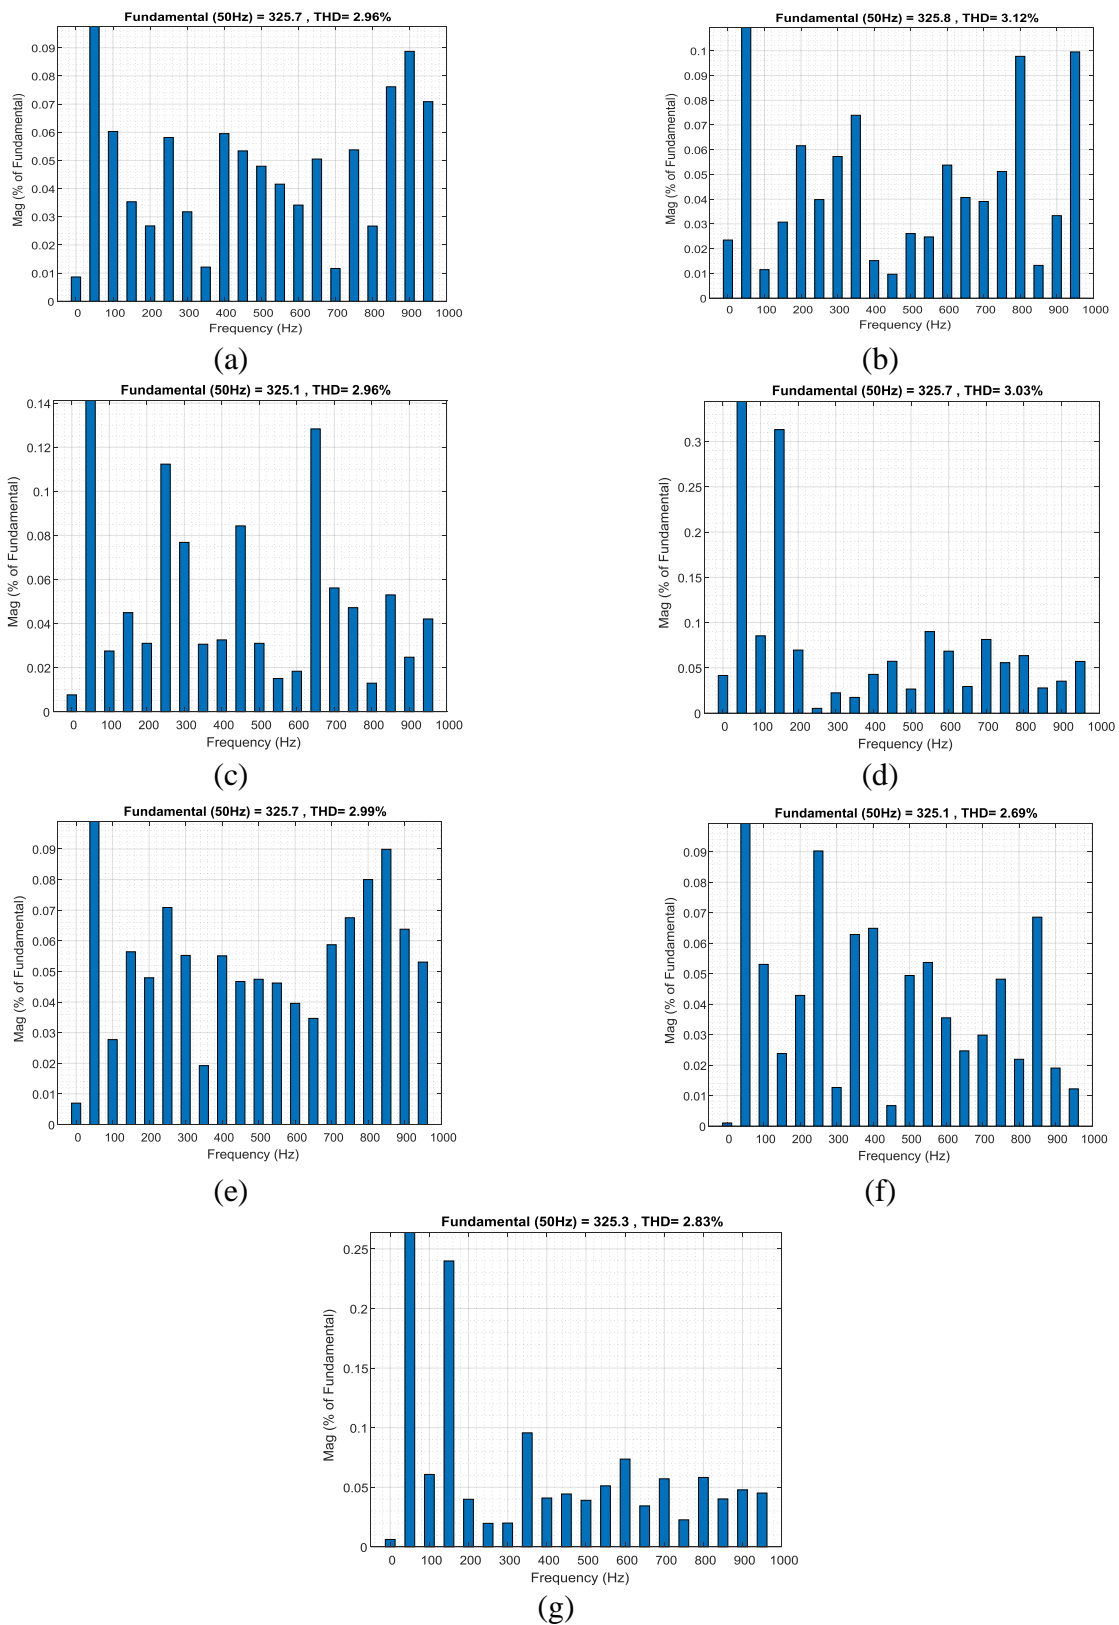 Fundamental (50Hz) = 325.7 , THD= 2.96%
Mag (% of Fundamental)
0.09
0.08
0.07
0.06
0.05
0.04
0.03
0.02
0.01
0
0 100 200 300 400 500 600 700 800 900 1000
Frequency (Hz)
(a)
Fundamental (50Hz) = 325.8 , THD= 3.12%
Mag (% of Fundamental)
0.1
0.09
0.08
0.07
0.06
0.05
0.04
0.03
0.02
0.01
0
0 100 200 300 400 500 600 700 800 900 1000
Frequency (Hz)
(b)
Fundamental (50Hz) = 325.1 , THD= 2.96%
Mag (% of Fundamental)
0.14
0.12
0.1
0.08
0.06
0.04
0.02
0
0 100 200 300 400 500 600 700 800 900 1000
Frequency (Hz)
(c)
Fundamental (50Hz) = 325.7 , THD= 3.03%
Mag (% of Fundamental)
0.3
0.25
0.2
0.15
0.1
0.05
0
0 100 200 300 400 500 600 700 800 900 1000
Frequency (Hz)
(d)
Fundamental (50Hz) = 325.7 , THD= 2.99%
Mag (% of Fundamental)
0.09
0.08
0.07
0.06
0.05
0.04
0.03
0.02
0.01
0
0 100 200 300 400 500 600 700 800 900 1000
Frequency (Hz)
(e)
Fundamental (50Hz) = 325.1 , THD= 2.69%
Mag (% of Fundamental)
0.09
0.08
0.07
0.06
0.05
0.04
0.03
0.02
0.01
0
0 100 200 300 400 500 600 700 800 900 1000
Frequency (Hz)
(f)
Fundamental (50Hz) = 325.3 , THD= 2.83%
Mag (% of Fundamental)
0.25
0.2
0.15
0.1
0.05
0
0 100 200 300 400 500 600 700 800 900 1000
Frequency (Hz)
(g)